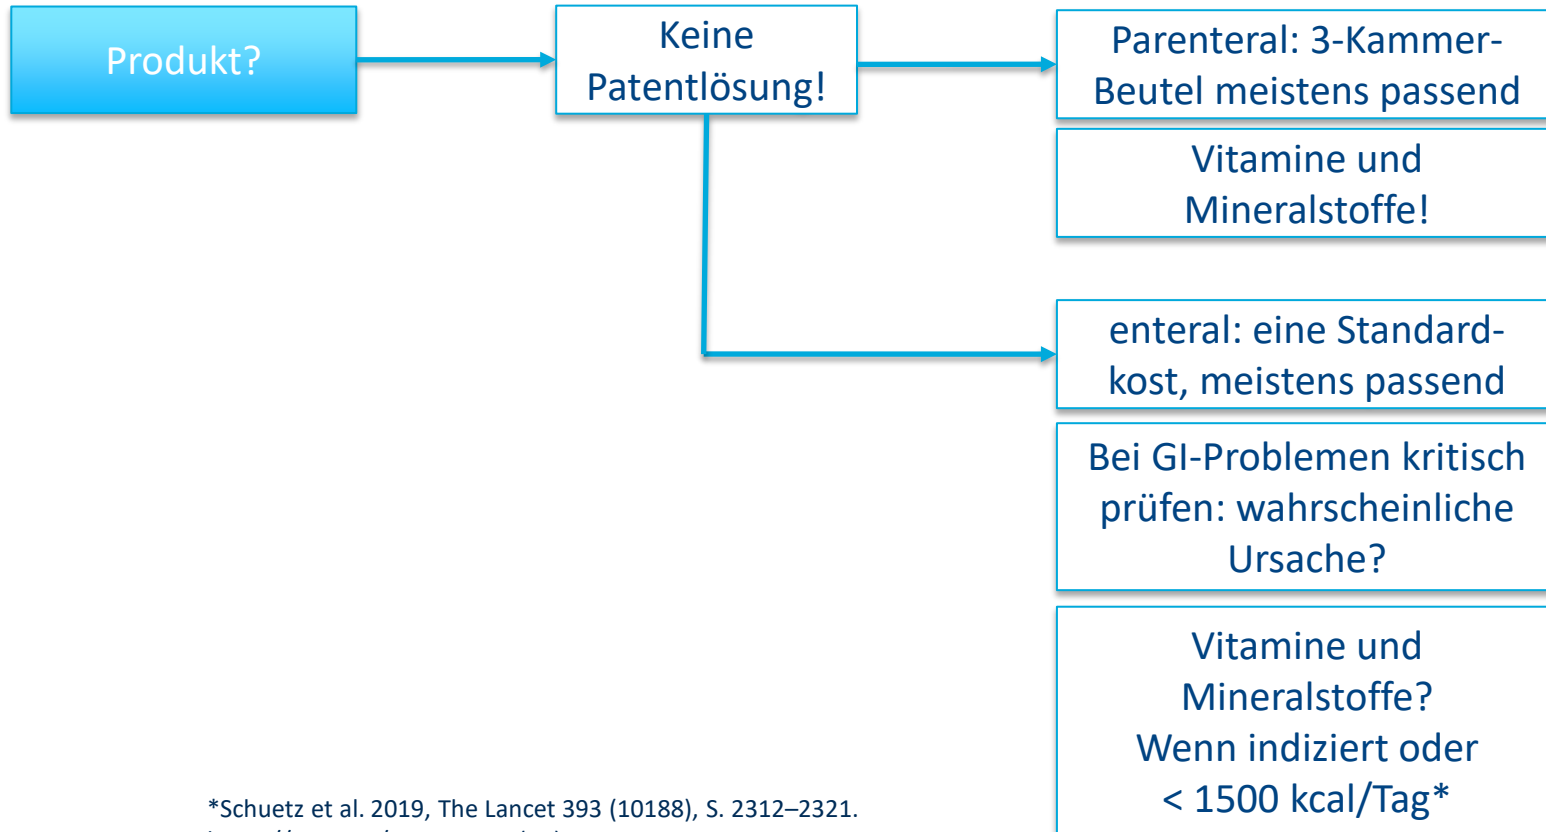 Produkt?
Keine
Patentlösung!
Parenteral: 3-Kammer-
Beutel meistens passend
Vitamine und
Mineralstoffe!
enteral: eine Standard-
kost, meistens passend
Bei GI-Problemen kritisch
prüfen: wahrscheinliche
Ursache?
Vitamine und
Mineralstoffe?
Wenn indiziert oder
< 1500 kcal/Tag*
*Schuetz et al. 2019, The Lancet 393 (10188), S. 2312–2321.